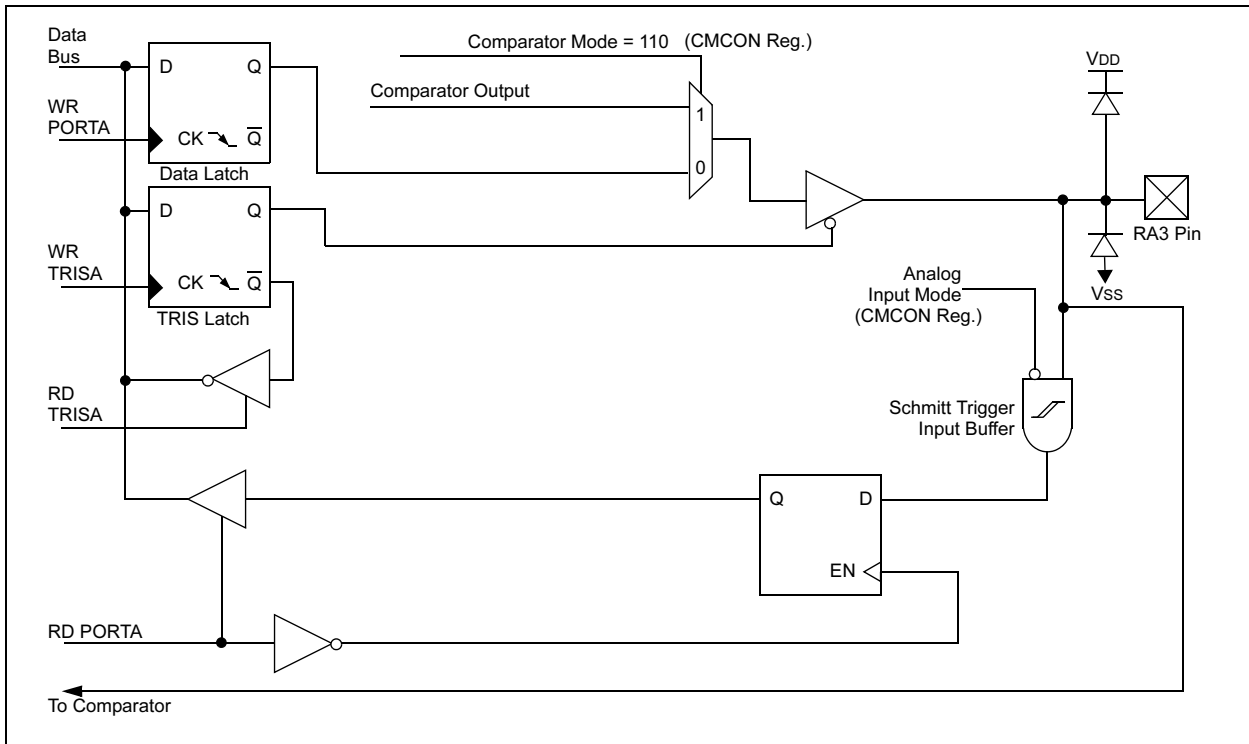 Data
Bus
D
Q
WR
PORTA
CK
Q
Data Latch
Comparator Mode = 110 (CMCON Reg.)
Comparator Output
1
0
VDD
RA3 Pin
VSS
D
Q
WR
TRISA
CK
Q
TRIS Latch
Analog
Input Mode
(CMCON Reg.)
RD
TRISA
Schmitt Trigger
Input Buffer
Q
D
EN
RD PORTA
To Comparator